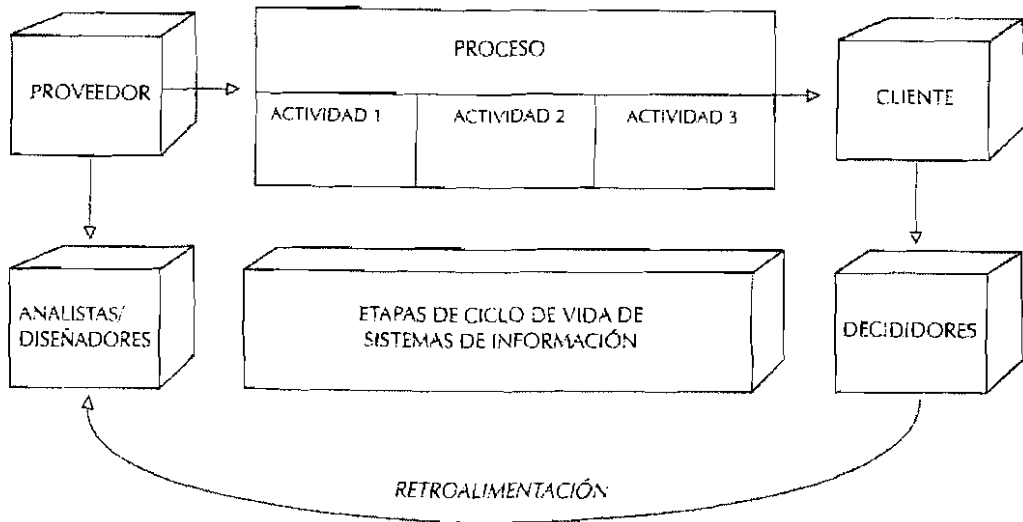 PROCESO
PROVEEDOR
CLIENTE
ACTIVIDAD 1
ACTIVIDAD 2
ACTIVIDAD 3
ANALISTAS/
DISEÑADORES
ETAPAS DE CICLO DE VIDA DE
SISTEMAS DE INFORMACIÓN
DECIDIDORES
RETROALIMENTACIÓN